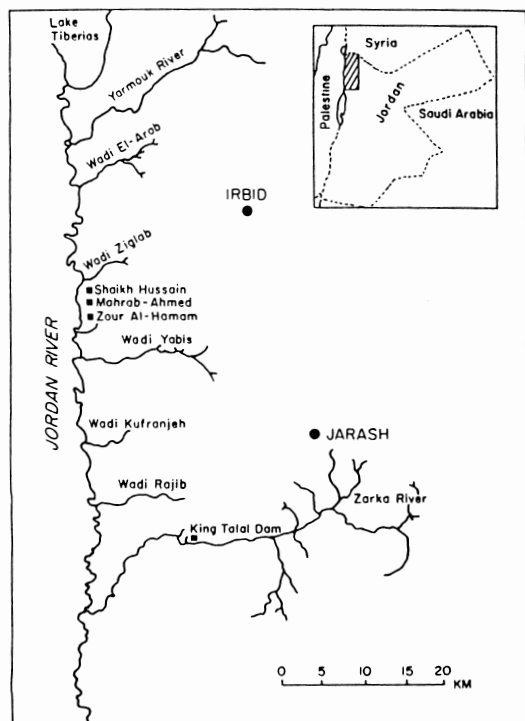 Lake
Tiberias
Yarmouk River
Wadi El-Arab
Syria
Palestine
Jordan
Saudi Arabia
IRBID
Wadi Ziglab
Shaikh Hussain
Mahrab-Ahmed
Zour Al-Hamam
Wadi Yabis
JORDAN RIVER
Wadi Kufranjeh
JARASH
Wadi Rajib
Zarka River
King Talal Dam
0 5 10 15 20
KM